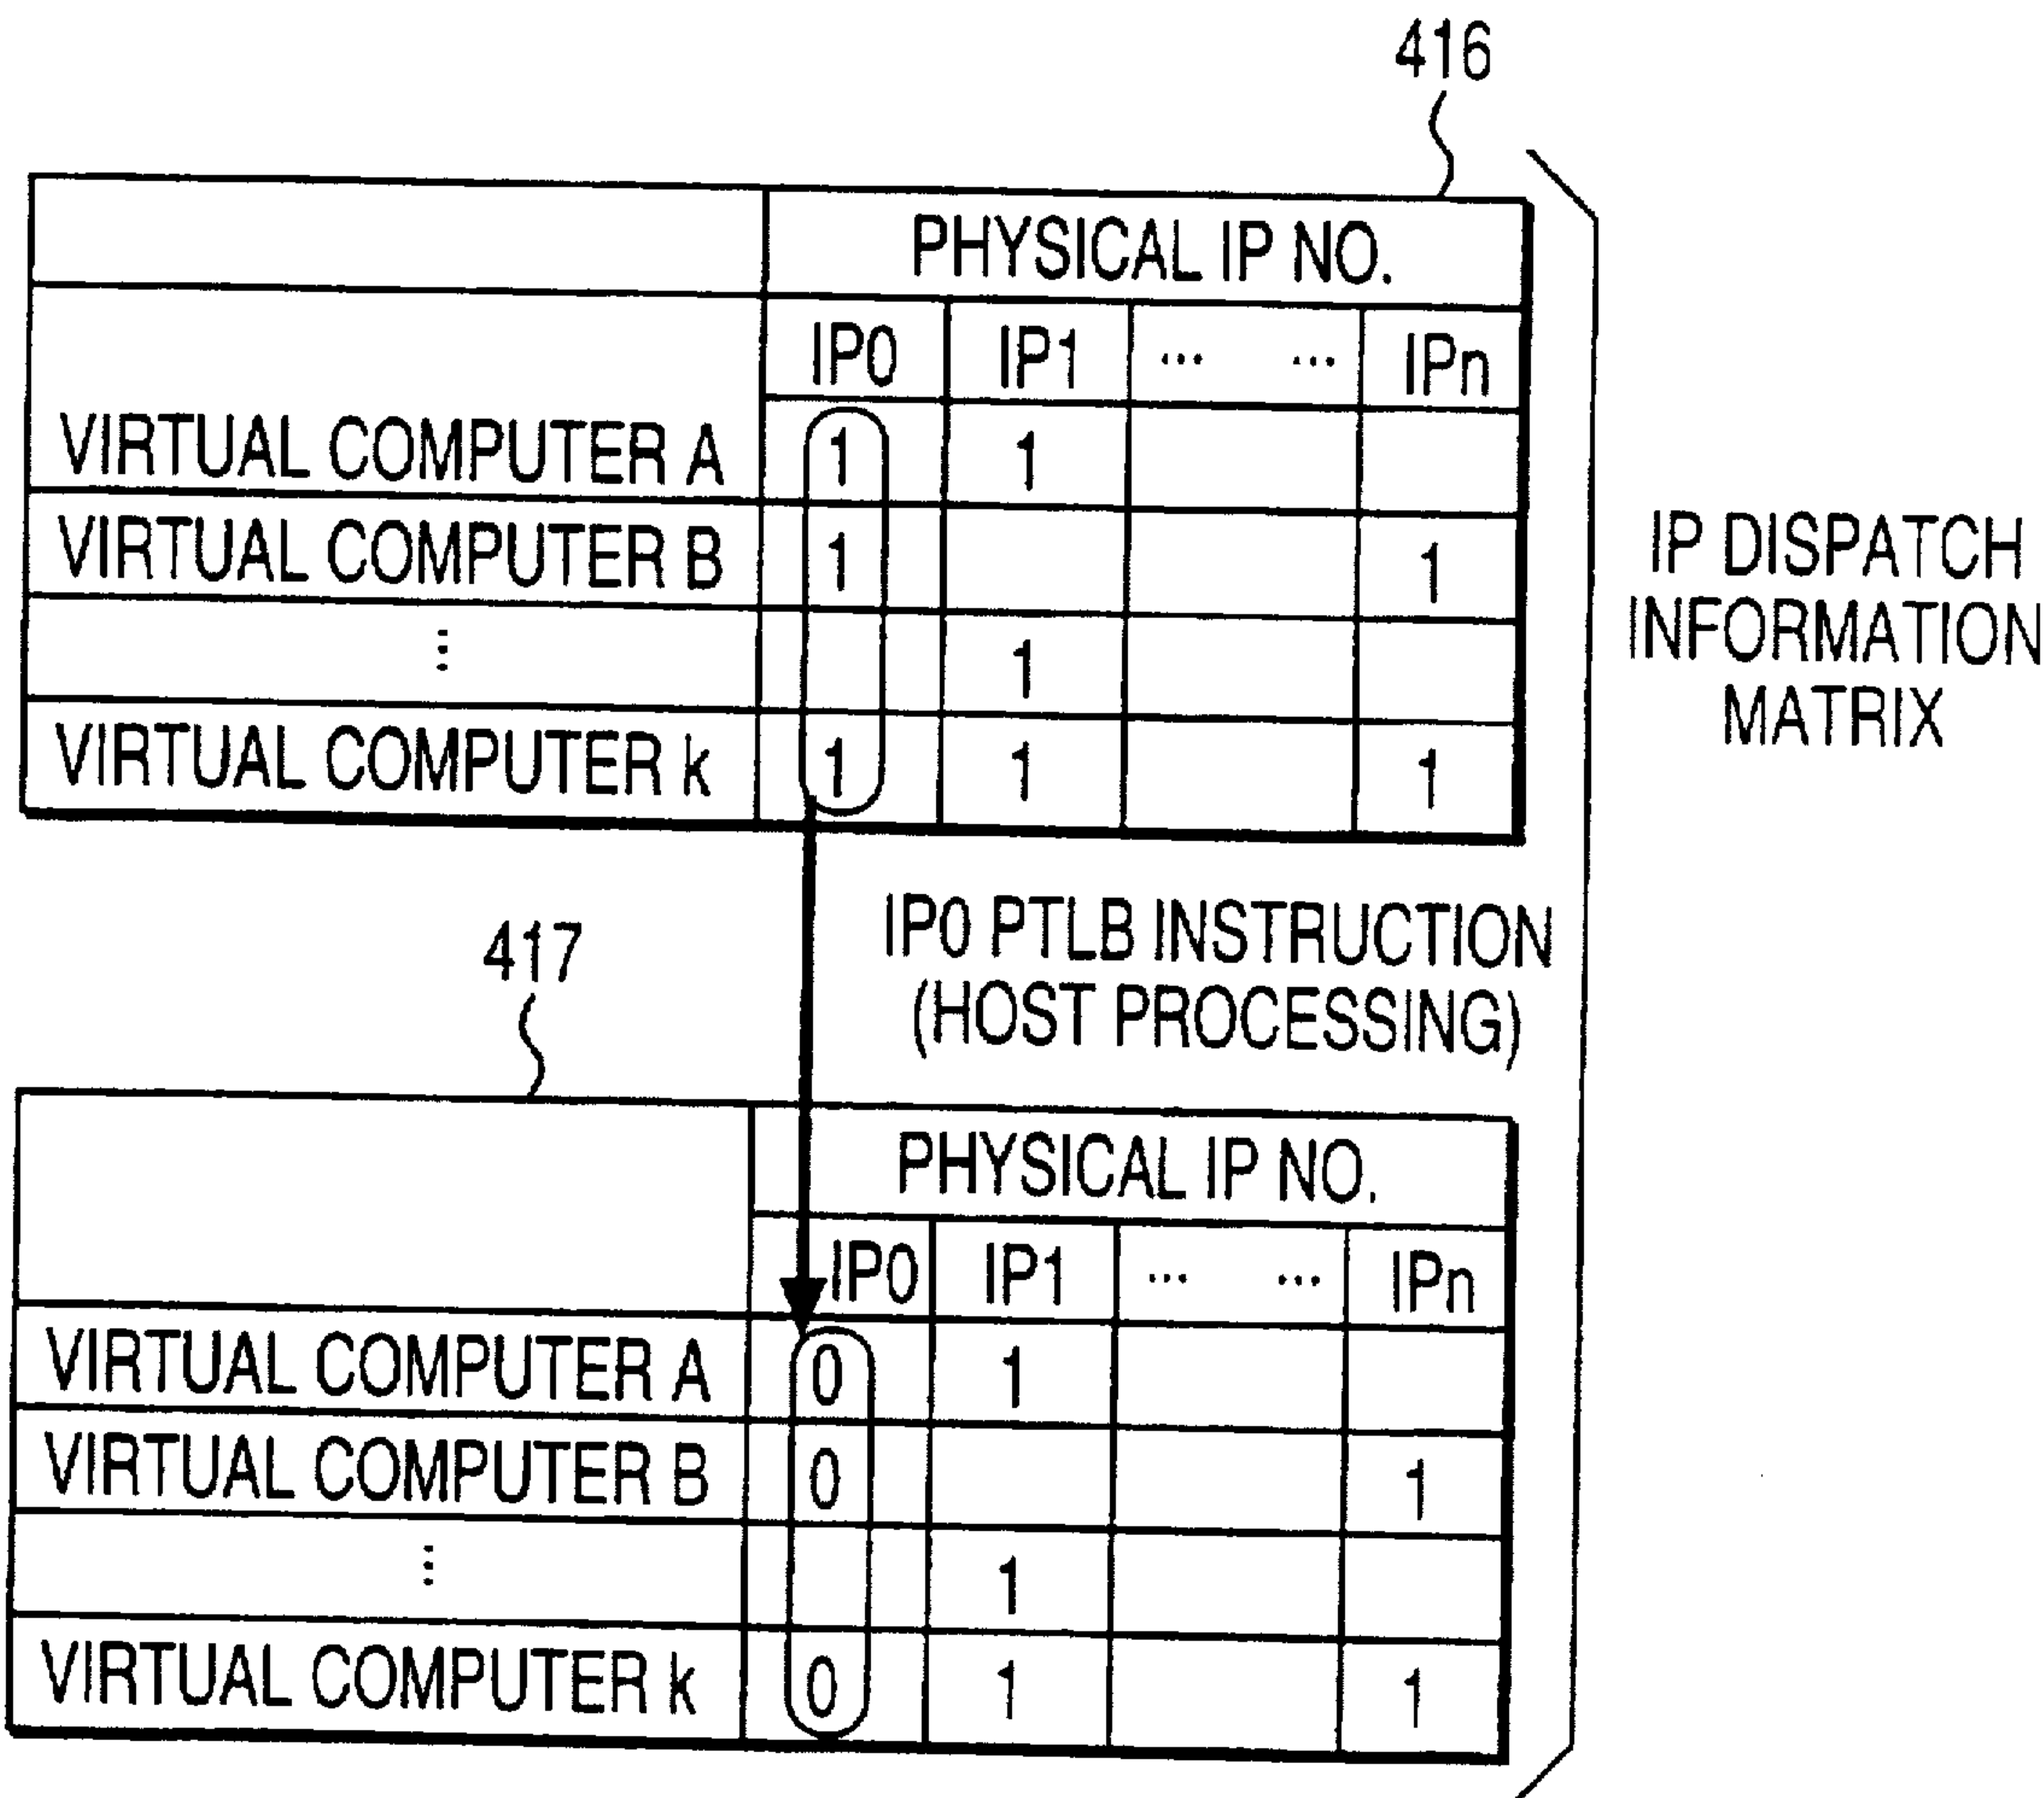 416
PHYSICAL IP NO.
IP0 IP1 ... ... IPn
VIRTUAL COMPUTER A 1 1
VIRTUAL COMPUTER B 1 1
⋮ 1
VIRTUAL COMPUTER k 1 1 1
IP DISPATCH
INFORMATION
MATRIX
IP0 PTLB INSTRUCTION
(HOST PROCESSING)
417
PHYSICAL IP NO.
IP0 IP1 ... ... IPn
VIRTUAL COMPUTER A 0 1
VIRTUAL COMPUTER B 0 1
⋮ 1
VIRTUAL COMPUTER k 0 1 1